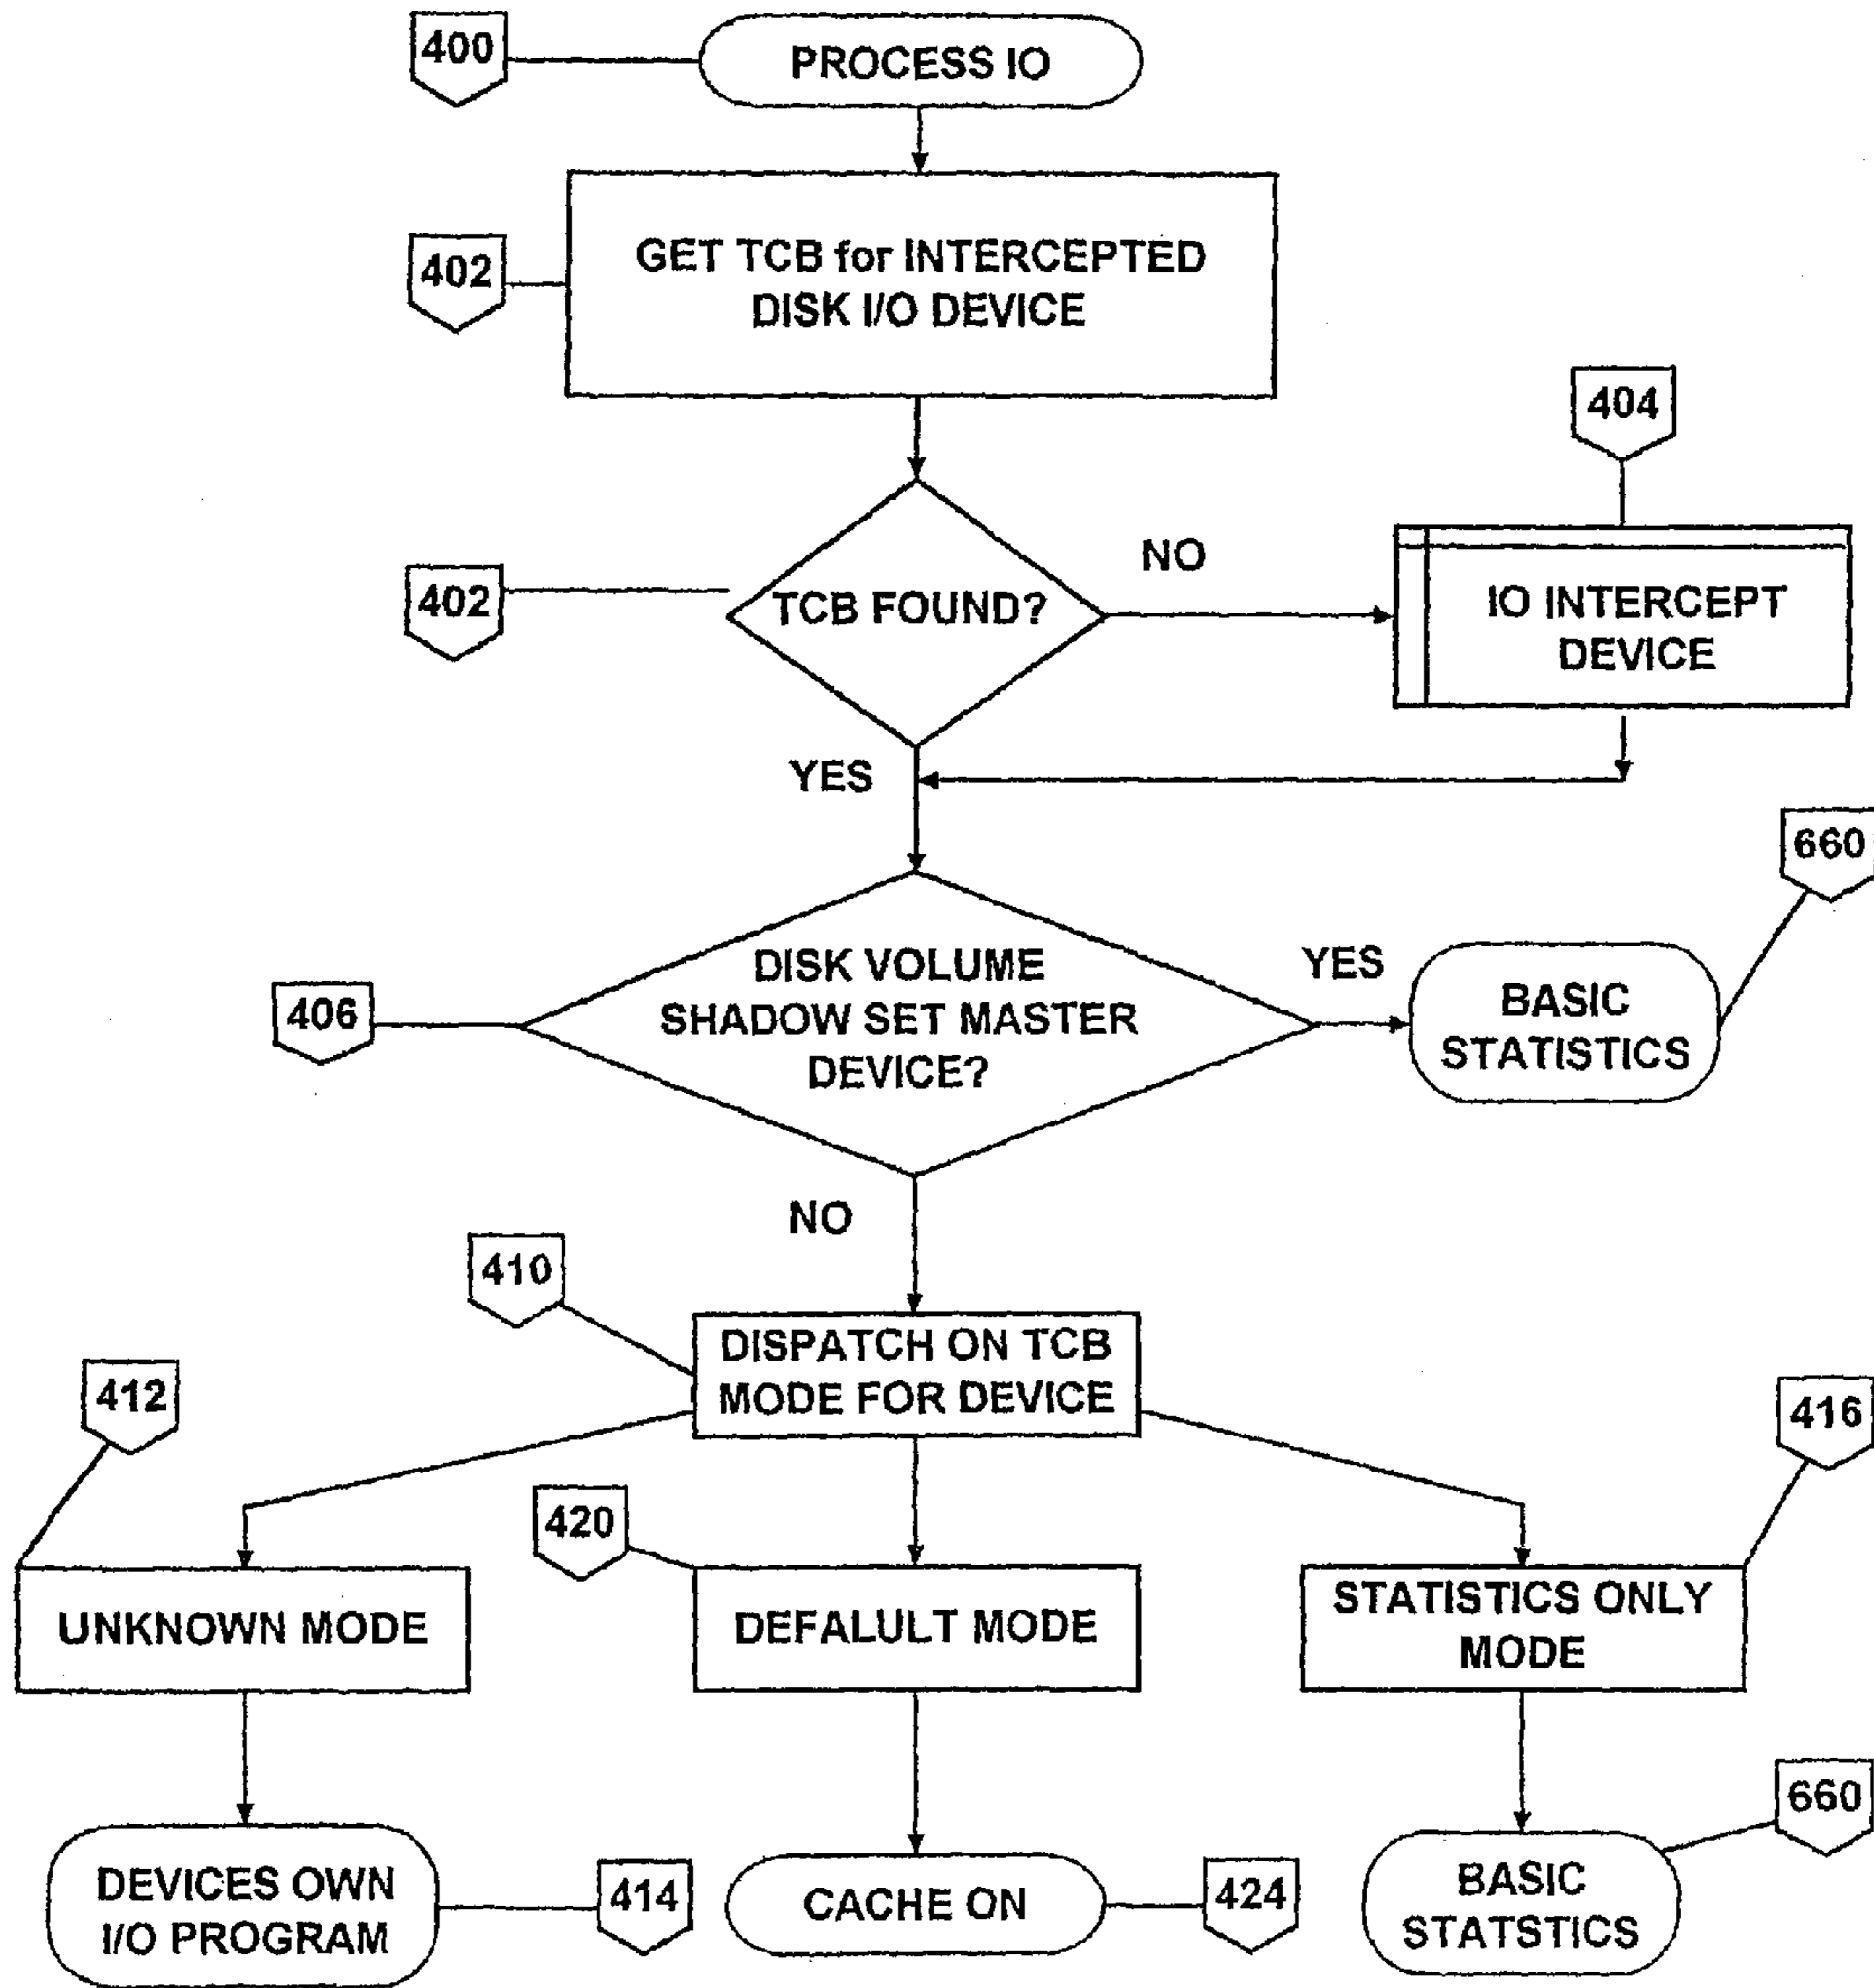 400
PROCESS IO
402
GET TCB for INTERCEPTED
DISK I/O DEVICE
404
402
TCB FOUND?
NO
IO INTERCEPT
DEVICE
YES
660
406
DISK VOLUME
SHADOW SET MASTER
DEVICE?
YES
BASIC
STATISTICS
NO
410
DISPATCH ON TCB
MODE FOR DEVICE
412
416
420
UNKNOWN MODE
DEFALULT MODE
STATISTICS ONLY
MODE
660
DEVICES OWN
I/O PROGRAM
414
CACHE ON
424
BASIC
STATSTICS